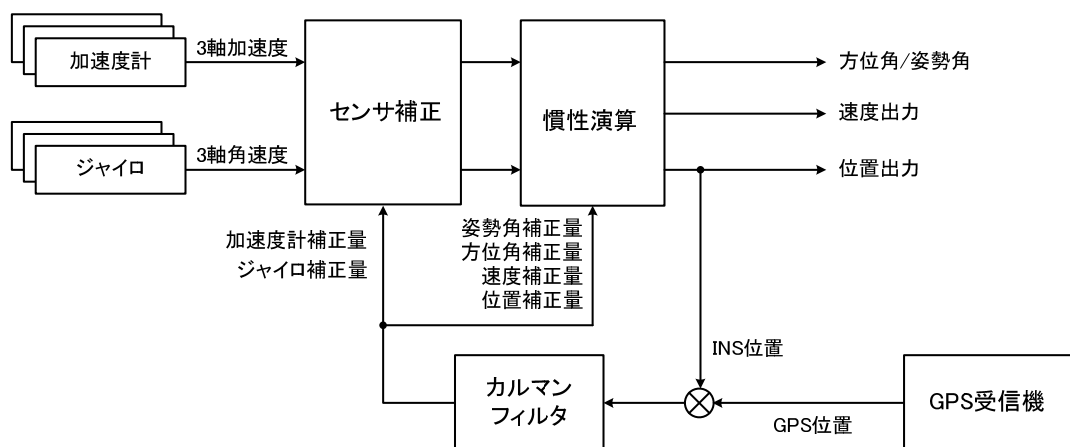 加速度計
3軸加速度
センサ補正
慣性演算
方位角/姿勢角
速度出力
位置出力
ジャイロ
3軸角速度
加速度計補正量
ジャイロ補正量
姿勢角補正量
方位角補正量
速度補正量
位置補正量
INS位置
カルマン
フィルタ
GPS位置
GPS受信機